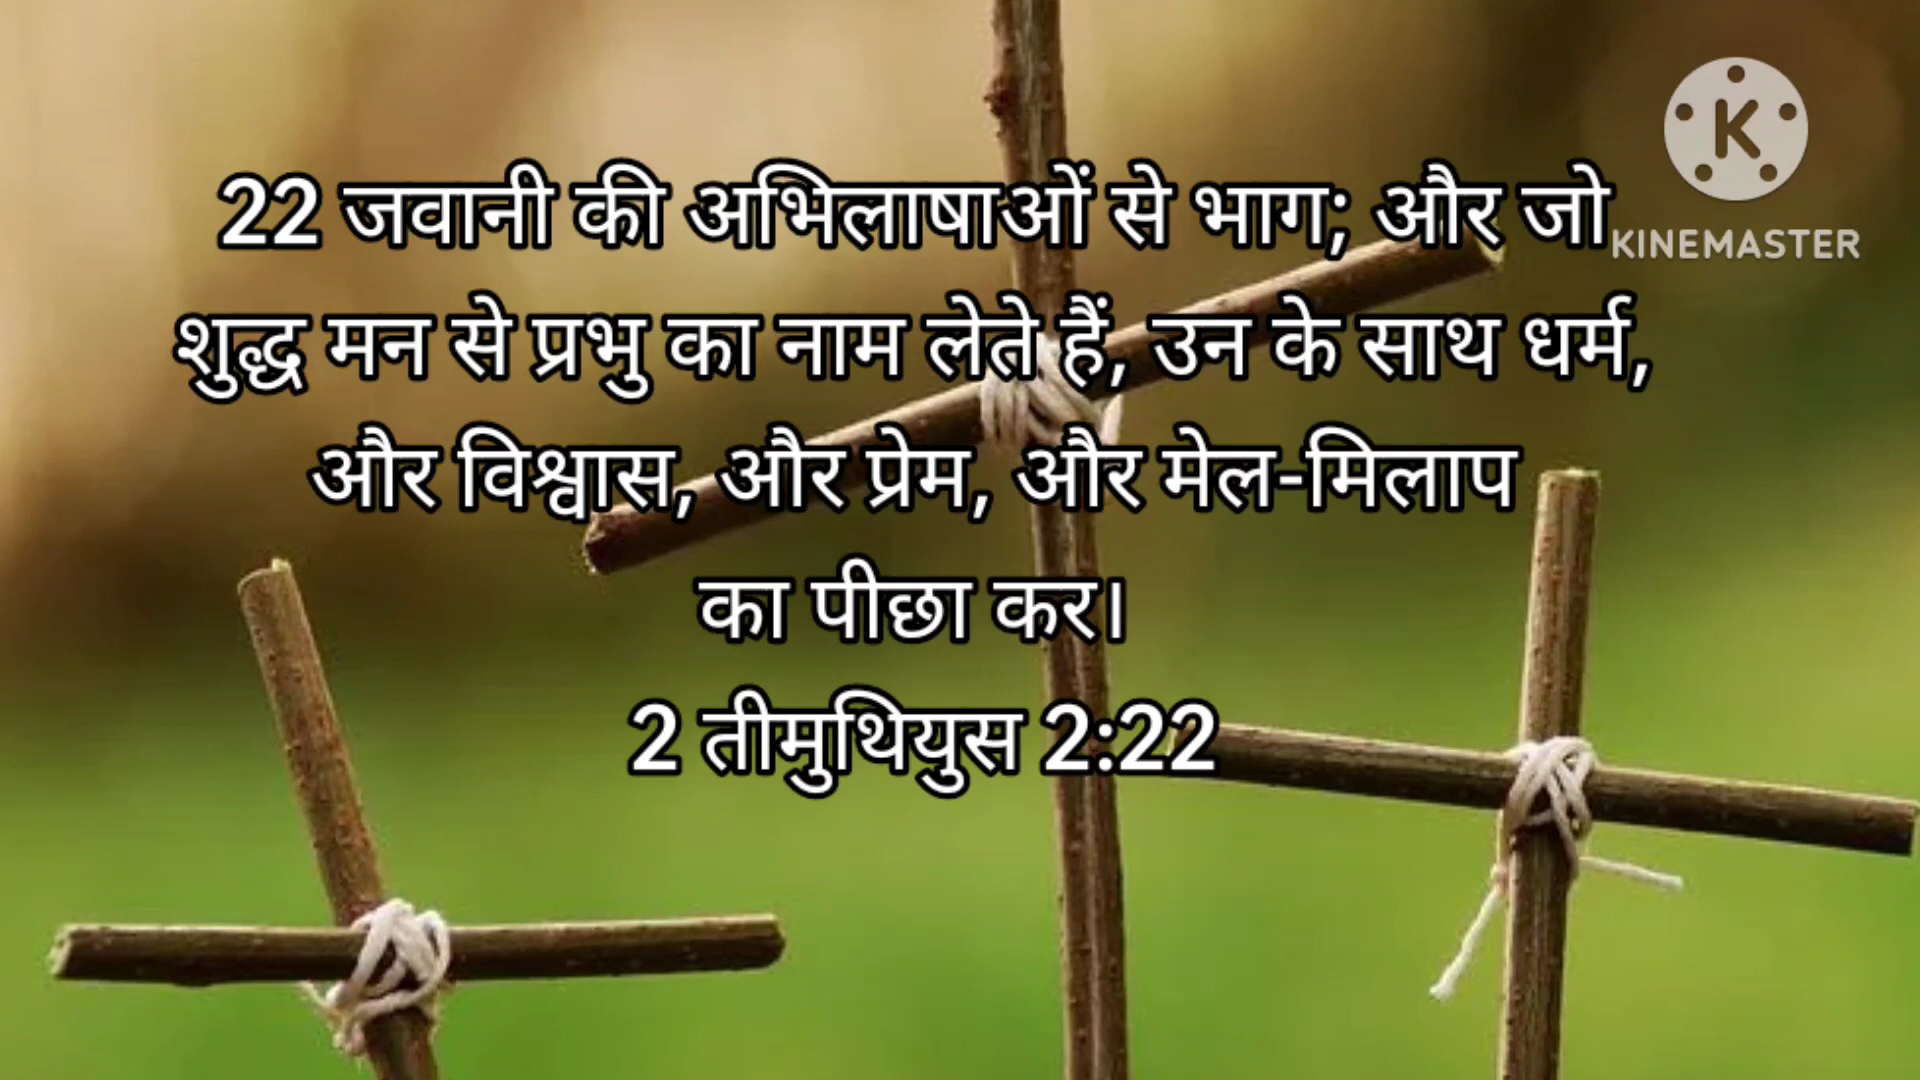 22 जवानी की अभिलाषाओं से भाग; और जो
शुद्ध मन से प्रभु का नाम लेते हैं, उन के साथ धर्म,
और विश्वास, और प्रेम, और मेल-मिलाप
का पीछा कर।
2 तीमुथियुस 2:22
K
KINEMASTER